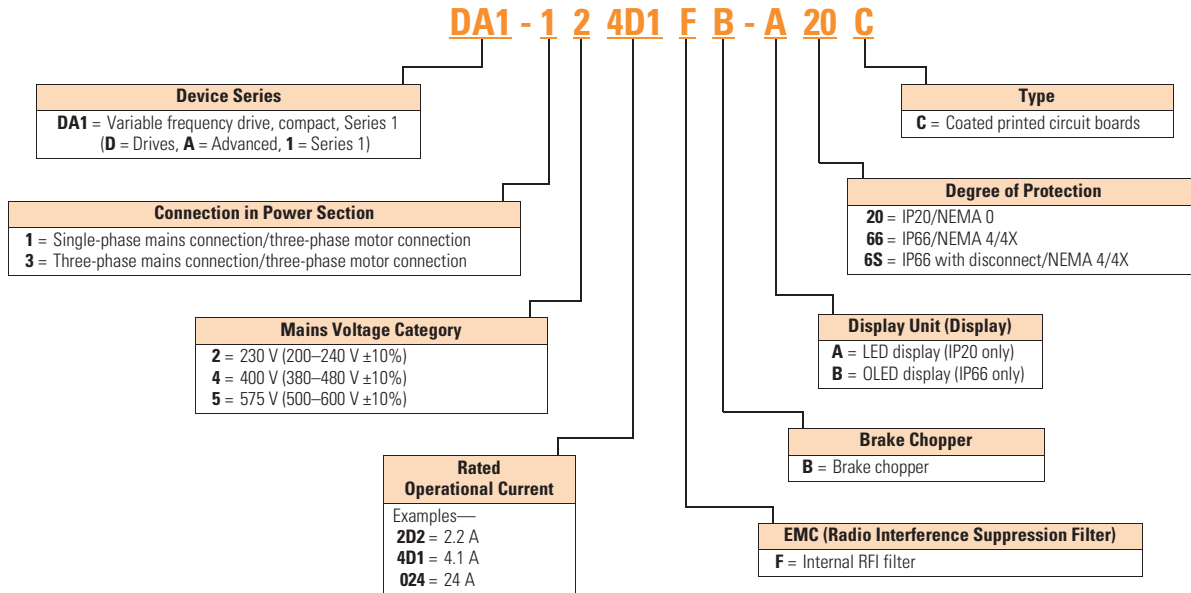 DA1 - 1 2 4D1 F B - A 20 C
Device Series
DA1 = Variable frequency drive, compact, Series 1
(D = Drives, A = Advanced, 1 = Series 1)
Connection in Power Section
1 = Single-phase mains connection/three-phase motor connection
3 = Three-phase mains connection/three-phase motor connection
Mains Voltage Category
2 = 230 V (200–240 V ±10%)
4 = 400 V (380–480 V ±10%)
5 = 575 V (500–600 V ±10%)
Rated
Operational Current
Examples—
2D2 = 2.2 A
4D1 = 4.1 A
024 = 24 A
Type
C = Coated printed circuit boards
Degree of Protection
20 = IP20/NEMA 0
66 = IP66/NEMA 4/4X
6S = IP66 with disconnect/NEMA 4/4X
Display Unit (Display)
A = LED display (IP20 only)
B = OLED display (IP66 only)
Brake Chopper
B = Brake chopper
EMC (Radio Interference Suppression Filter)
F = Internal RFI filter